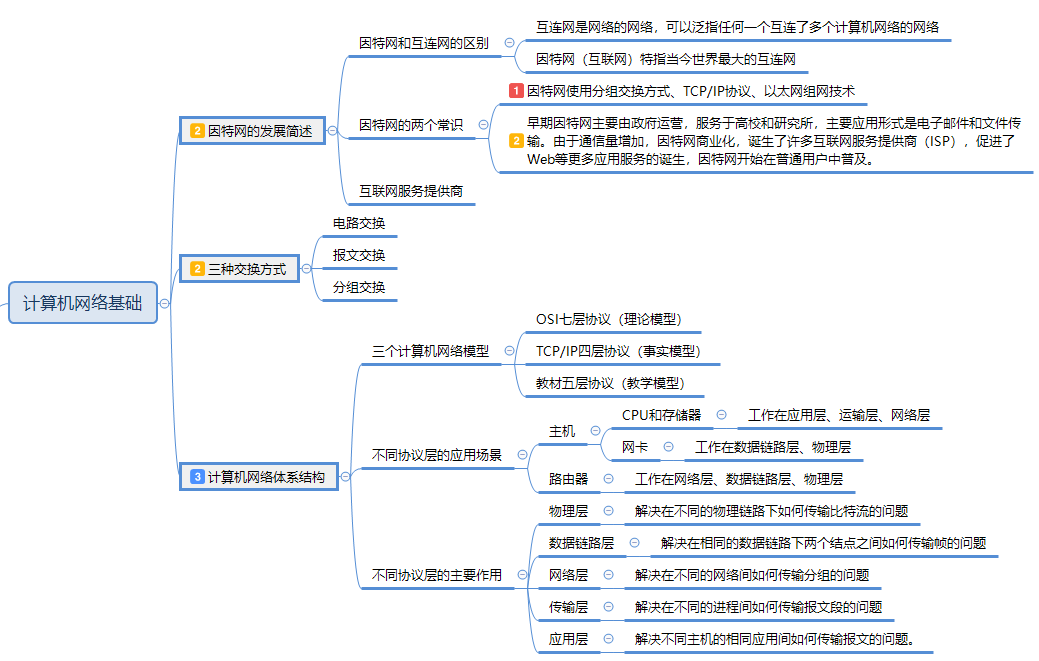 计算机网络基础
2 因特网的发展简述
因特网和互连网的区别
互连网是网络的网络，可以泛指任何一个互连了多个计算机网络的网络
因特网（互联网）特指当今世界最大的互连网
因特网的两个常识
1 因特网使用分组交换方式、TCP/IP协议、以太网组网技术
2 早期因特网主要由政府运营，服务于高校和研究所，主要应用形式是电子邮件和文件传
输。由于通信量增加，因特网商业化，诞生了许多互联网服务提供商（ISP），促进了
Web等更多应用服务的诞生，因特网开始在普通用户中普及。
互联网服务提供商
2 三种交换方式
电路交换
报文交换
分组交换
3 计算机网络体系结构
三个计算机网络模型
OSI七层协议（理论模型）
TCP/IP四层协议（事实模型）
教材五层协议（教学模型）
不同协议层的应用场景
主机
CPU和存储器
工作在应用层、运输层、网络层
网卡
工作在数据链路层、物理层
路由器
工作在网络层、数据链路层、物理层
不同协议层的主要作用
物理层
解决在不同的物理链路下如何传输比特流的问题
数据链路层
解决在相同的数据链路下两个结点之间如何传输帧的问题
网络层
解决在不同的网络间如何传输分组的问题
传输层
解决在不同的进程间如何传输报文段的问题
应用层
解决不同主机的相同应用间如何传输报文的问题。